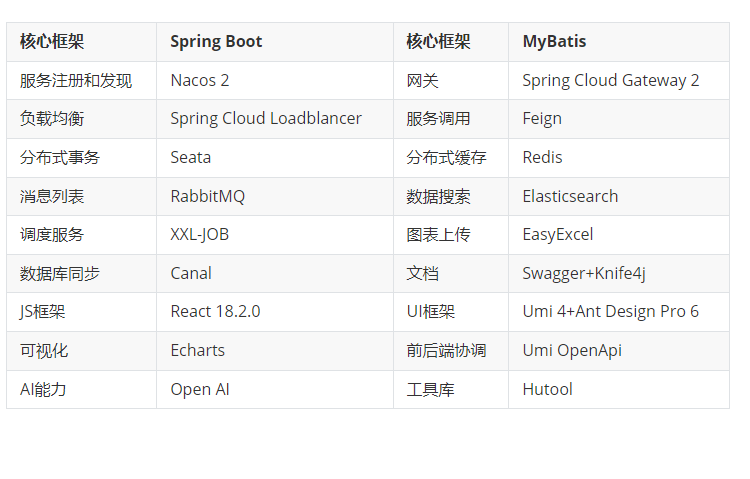 核心框架 Spring Boot 核心框架 MyBatis
服务注册和发现 Nacos 2 网关 Spring Cloud Gateway 2
负载均衡 Spring Cloud Loadblancer 服务调用 Feign
分布式事务 Seata 分布式缓存 Redis
消息列表 RabbitMQ 数据搜索 Elasticsearch
调度服务 XXL-JOB 图表上传 EasyExcel
数据库同步 Canal 文档 Swagger+Knife4j
JS框架 React 18.2.0 UI框架 Umi 4+Ant Design Pro 6
可视化 Echarts 前后端协调 Umi OpenApi
AI能力 Open AI 工具库 Hutool